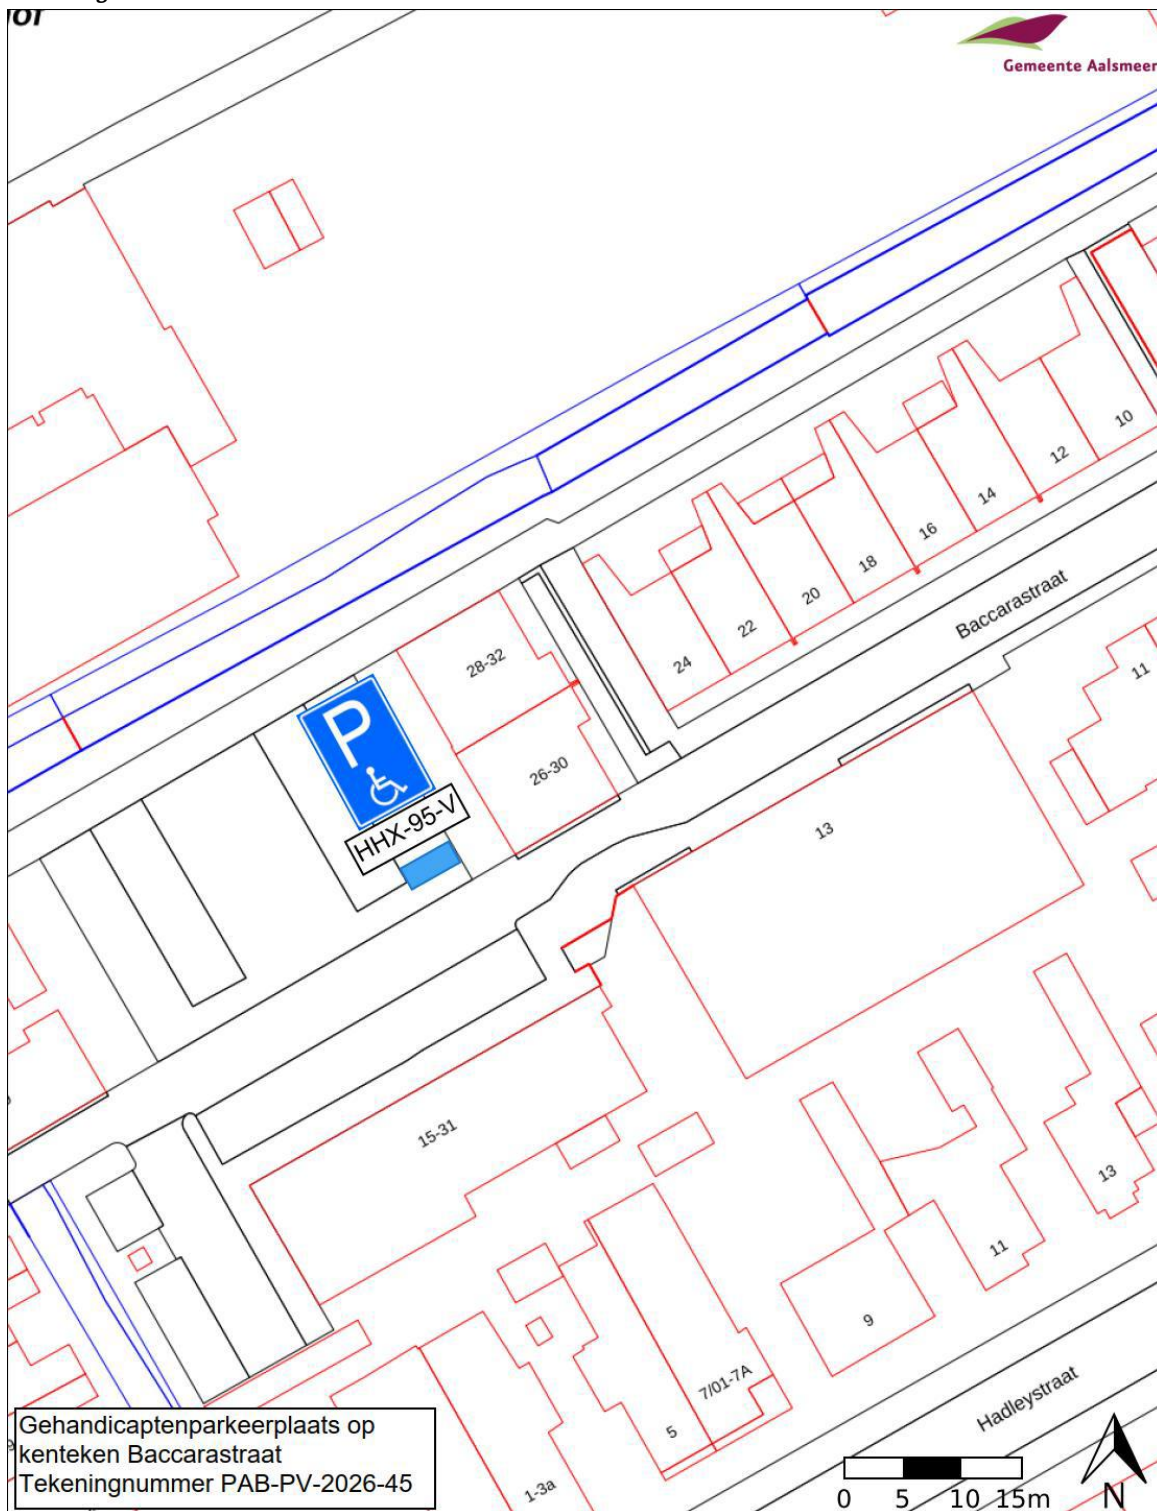 Gemeente Aalsmeer
10
12
14
16
18
20
22
24
Baccarastraat
11
28-32
26-30
P
HHX-95-V
13
15-31
13
11
9
7/01-7A
5
1-3a
Hadleystraat
Gehandicaptenparkeerplaats op
kenteken Baccarastraat
Tekeningnummer PAB-PV-2026-45
0 5 10 15m
N